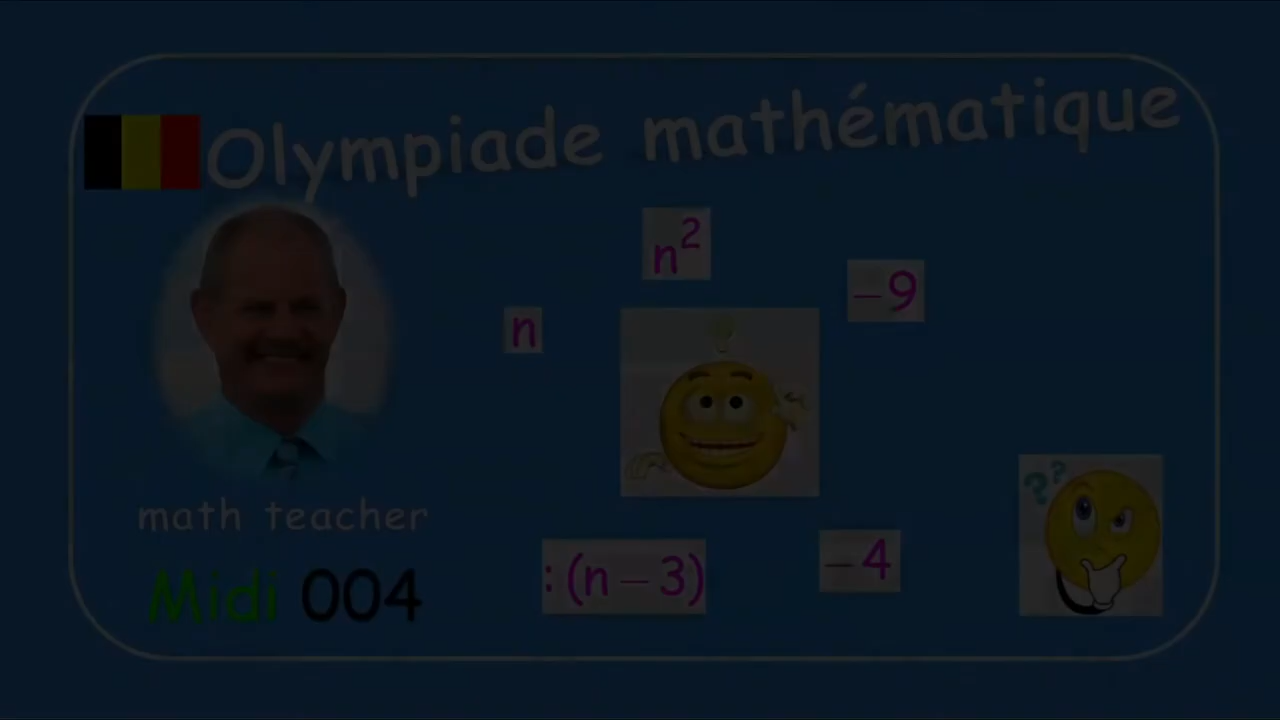 Olympiade mathématique
n²
−9
n
??
math teacher
:(n−3)
−4
Midi 004